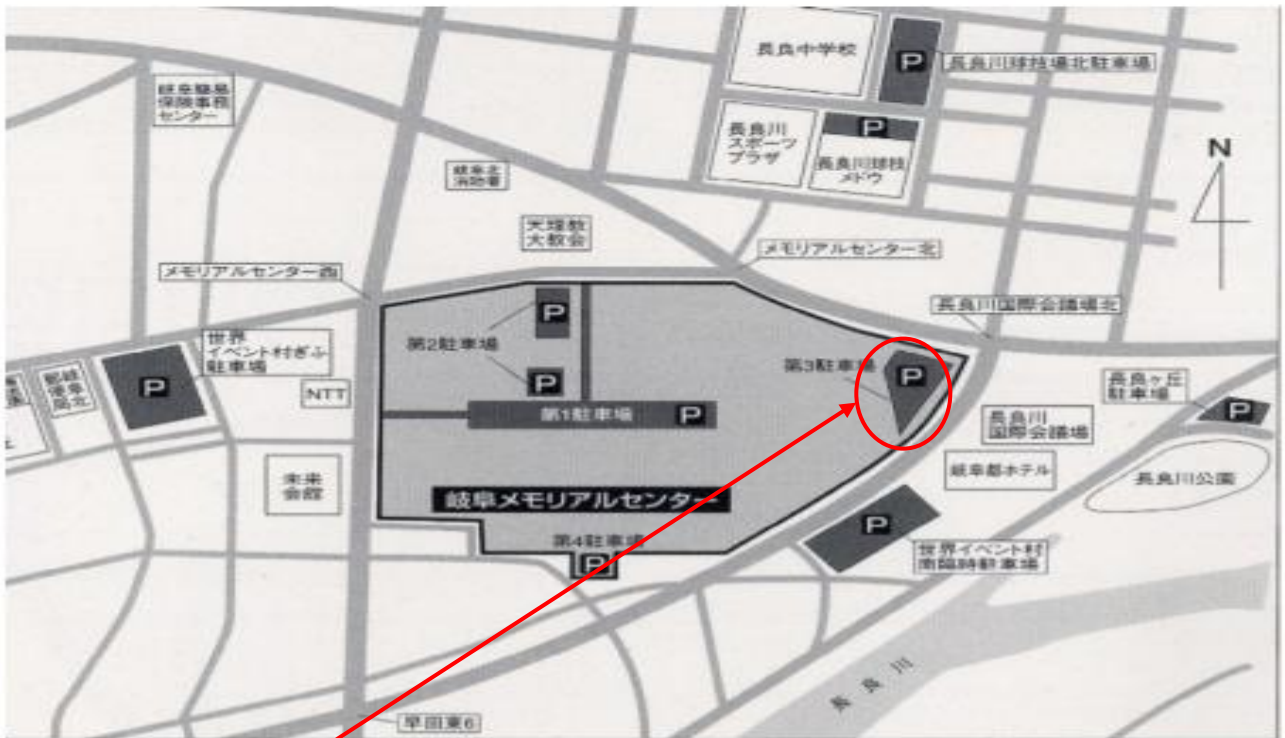 長良中学校
P
長良川球技場北駐車場
岐阜簡易
保険事務
センター
長良川
スポーツ
プラザ
P
長良川球技
メドウ
N
岐阜北
消防署
天理教
大教会
メモリアルセンター北
メモリアルセンター西
長良川国際会議場北
P
第2駐車場
P
世界
イベント村ぎふ
駐車場
P
NTT
第1駐車場 P
第3駐車場
P
長良ヶ丘
駐車場
P
長良川
国際会議場
岐阜都ホテル
長良川公園
未来
会館
岐阜メモリアルセンター
第4駐車場
P
P
世界イベント村
南臨時駐車場
長良川
早田東6